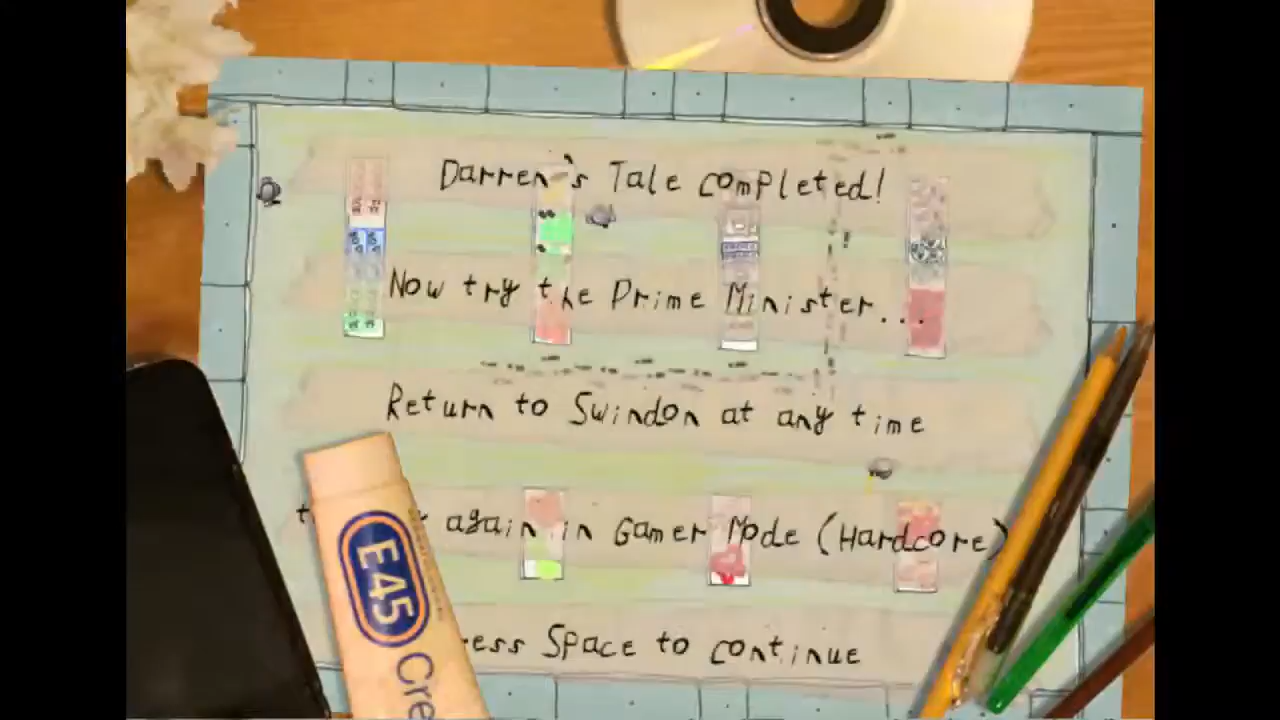 Darren's Tale completed!
Now try the Prime Minister...
Return to Swindon at any time
again in Gamer Mode (Hardcore)
E45
Cre
ess Space to continue